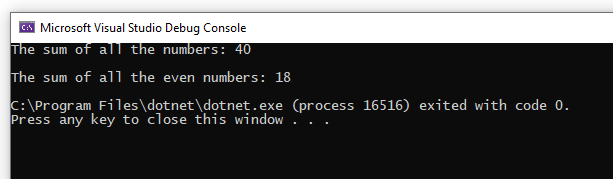 Microsoft Visual Studio Debug Console
The sum of all the numbers: 40
The sum of all the even numbers: 18
C:\Program Files\dotnet\dotnet.exe (process 16516) exited with code 0.
Press any key to close this window . . .